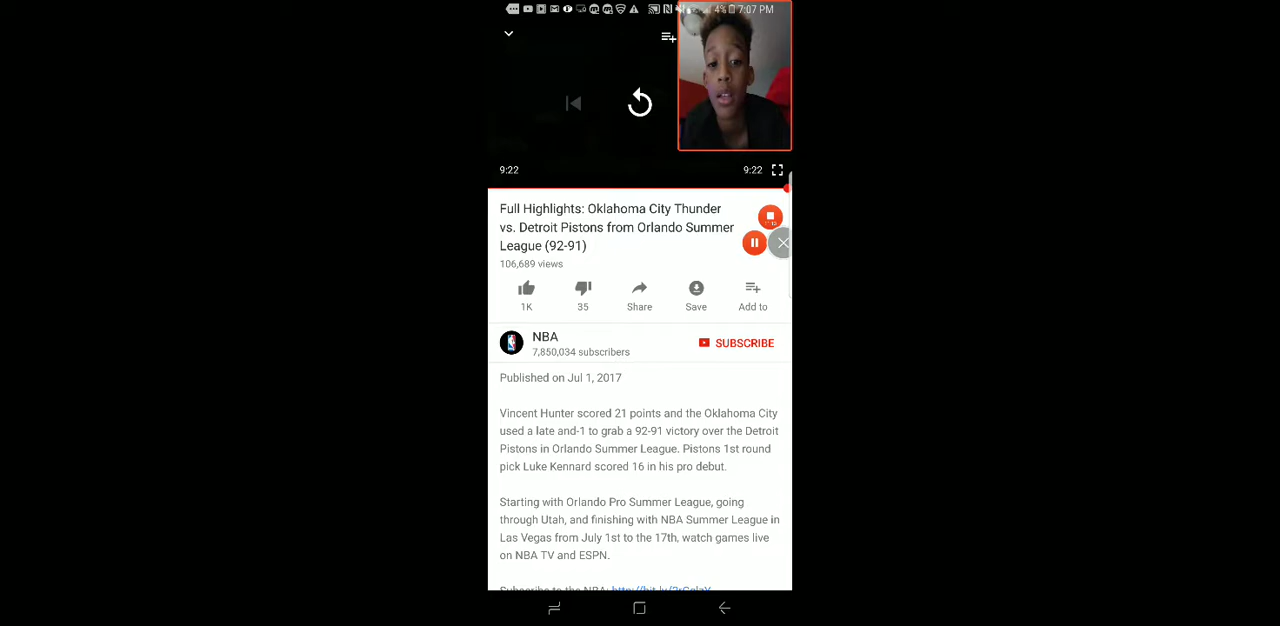 4% 7:07 PM
9:22 9:22
Full Highlights: Oklahoma City Thunder
vs. Detroit Pistons from Orlando Summer
League (92-91)
106,689 views
1K 35 Share Save Add to
NBA
7,850,034 subscribers
SUBSCRIBE
Published on Jul 1, 2017
Vincent Hunter scored 21 points and the Oklahoma City
used a late and-1 to grab a 92-91 victory over the Detroit
Pistons in Orlando Summer League. Pistons 1st round
pick Luke Kennard scored 16 in his pro debut.
Starting with Orlando Pro Summer League, going
through Utah, and finishing with NBA Summer League in
Las Vegas from July 1st to the 17th, watch games live
on NBA TV and ESPN.
Subscribe to the NBA: